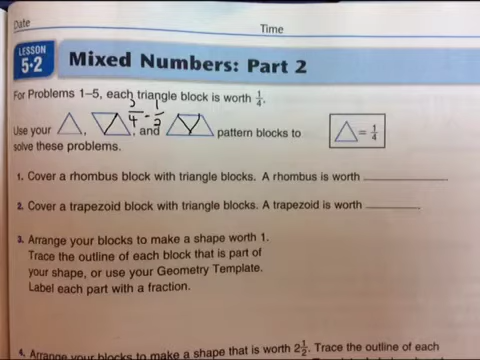 Date
Time
LESSON
5•2
Mixed Numbers: Part 2
For Problems 1–5, each triangle block is worth 1/4.
Use your , , and pattern blocks to
solve these problems.
= 1/4
1. Cover a rhombus block with triangle blocks. A rhombus is worth
2. Cover a trapezoid block with triangle blocks. A trapezoid is worth
3. Arrange your blocks to make a shape worth 1.
Trace the outline of each block that is part of
your shape, or use your Geometry Template.
Label each part with a fraction.
4. Arrange your blocks to make a shape that is worth 2 1/2. Trace the outline of each